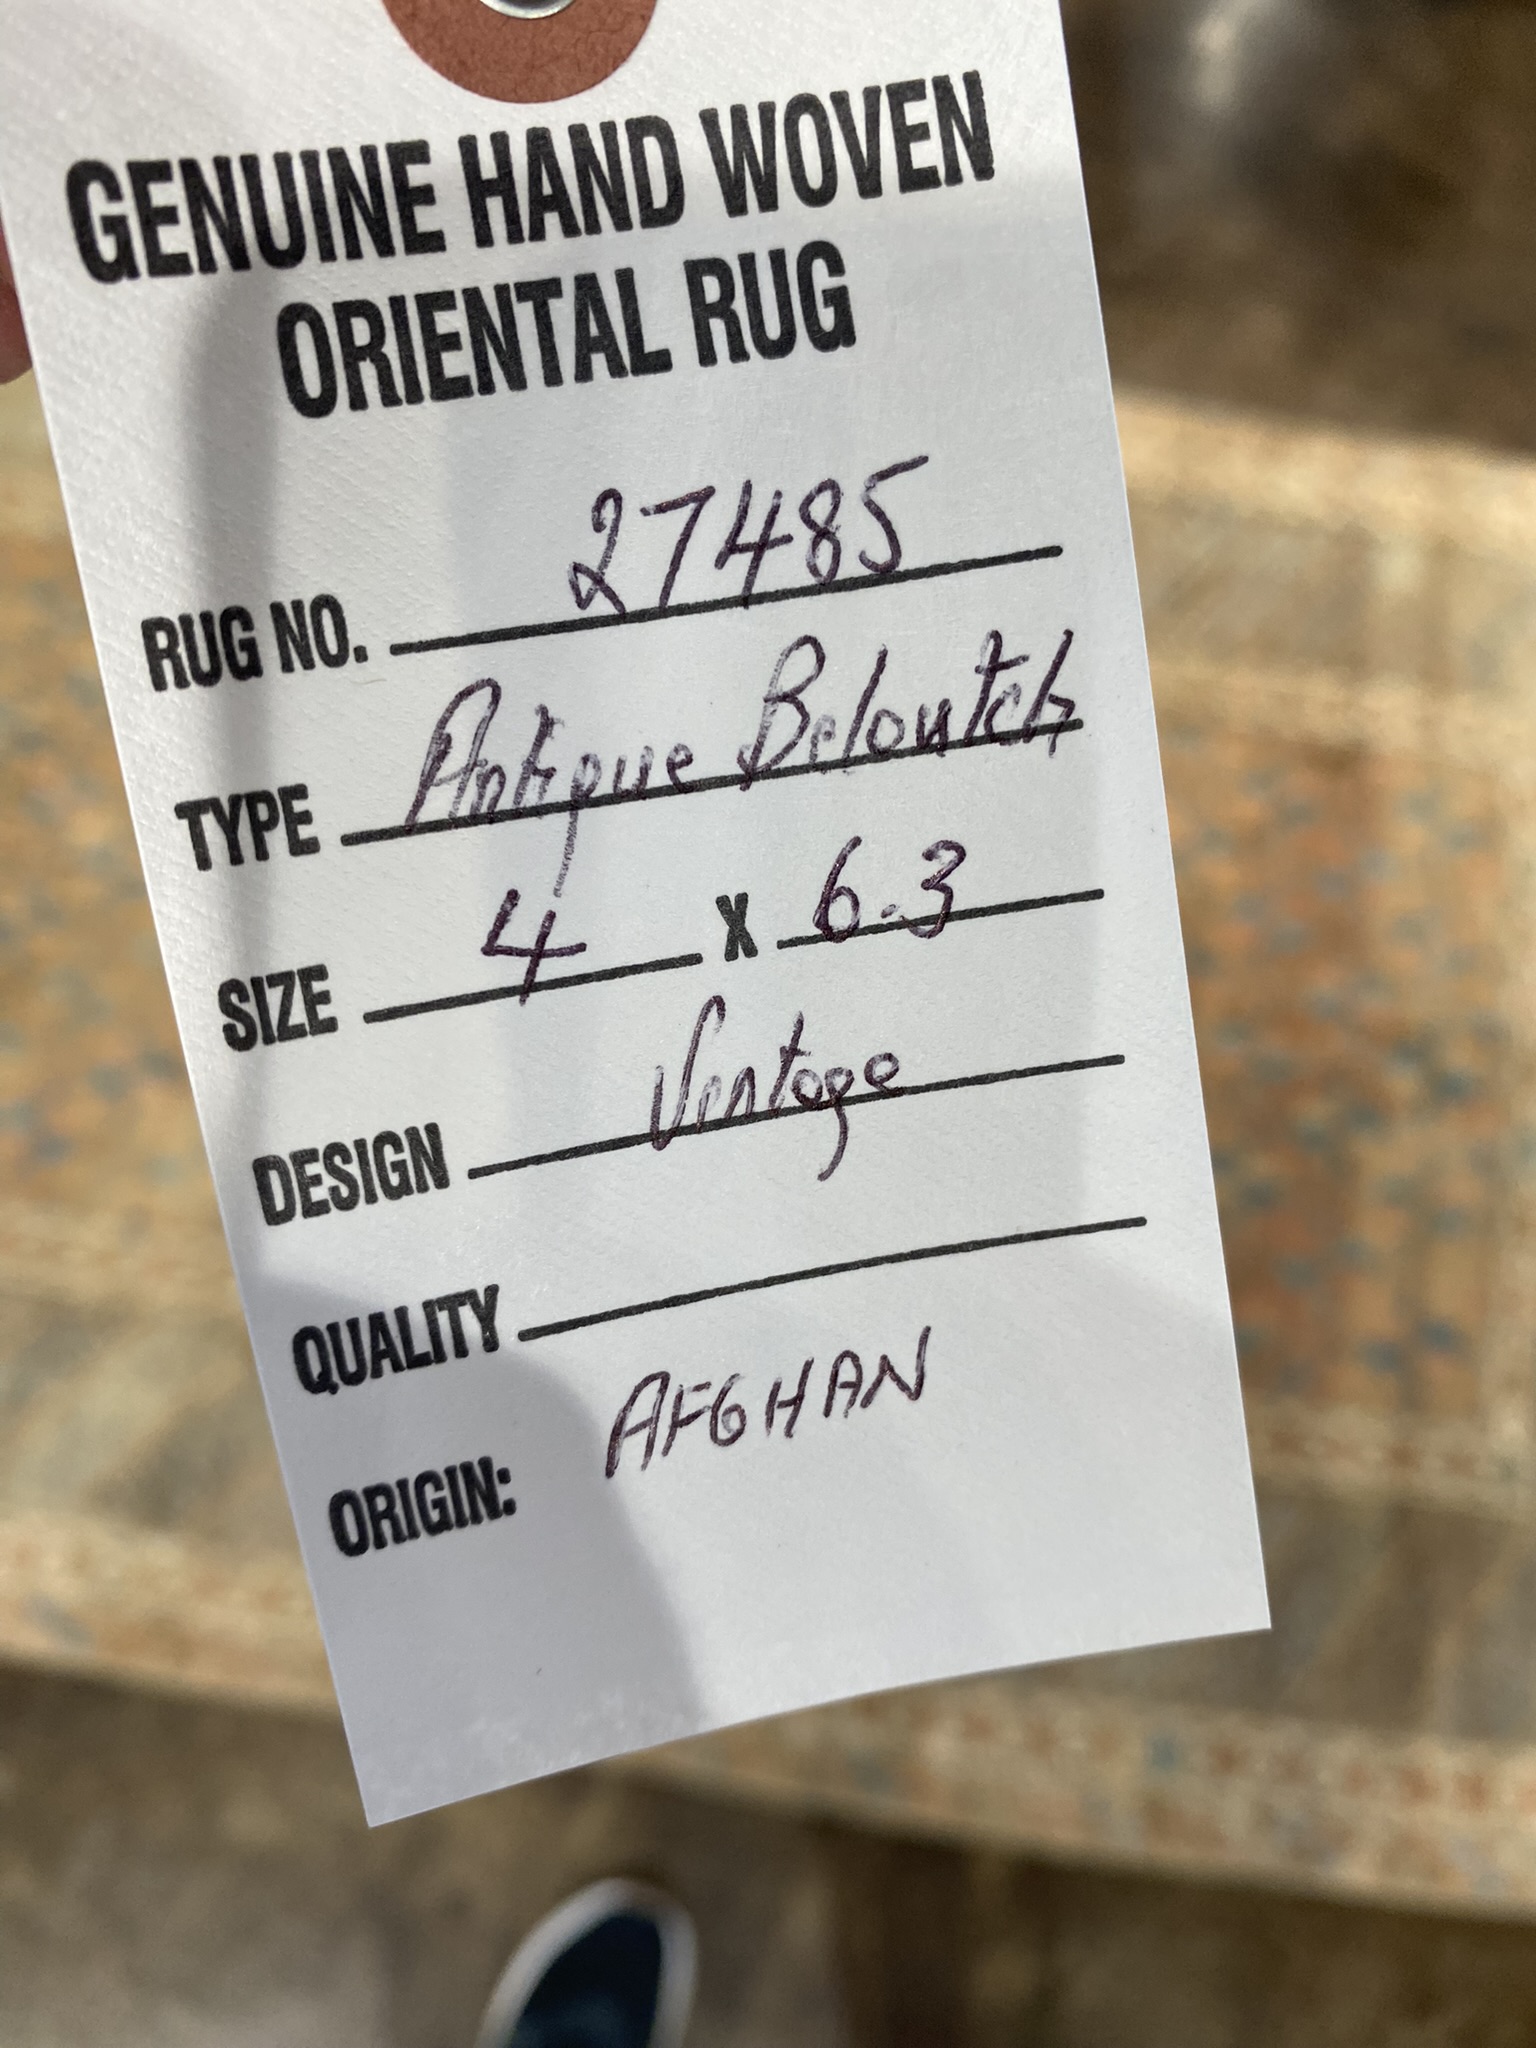 GENUINE HAND WOVEN
ORIENTAL RUG
RUG NO. 27485
TYPE Antique Beloutch
SIZE 4 X 6.3
DESIGN Vintage
QUALITY
ORIGIN: AFGHAN